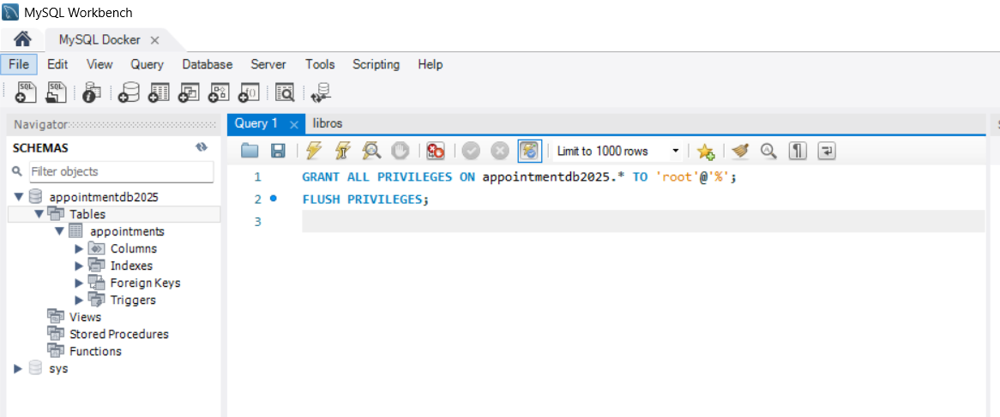 MySQL Workbench
MySQL Docker
File Edit View Query Database Server Tools Scripting Help
Navigator
SCHEMAS
Filter objects
appointmentdb2025
Tables
appointments
Columns
Indexes
Foreign Keys
Triggers
Views
Stored Procedures
Functions
sys
Query 1 libros
Limit to 1000 rows
1 GRANT ALL PRIVILEGES ON appointmentdb2025.* TO 'root'@'%';
2 FLUSH PRIVILEGES;
3